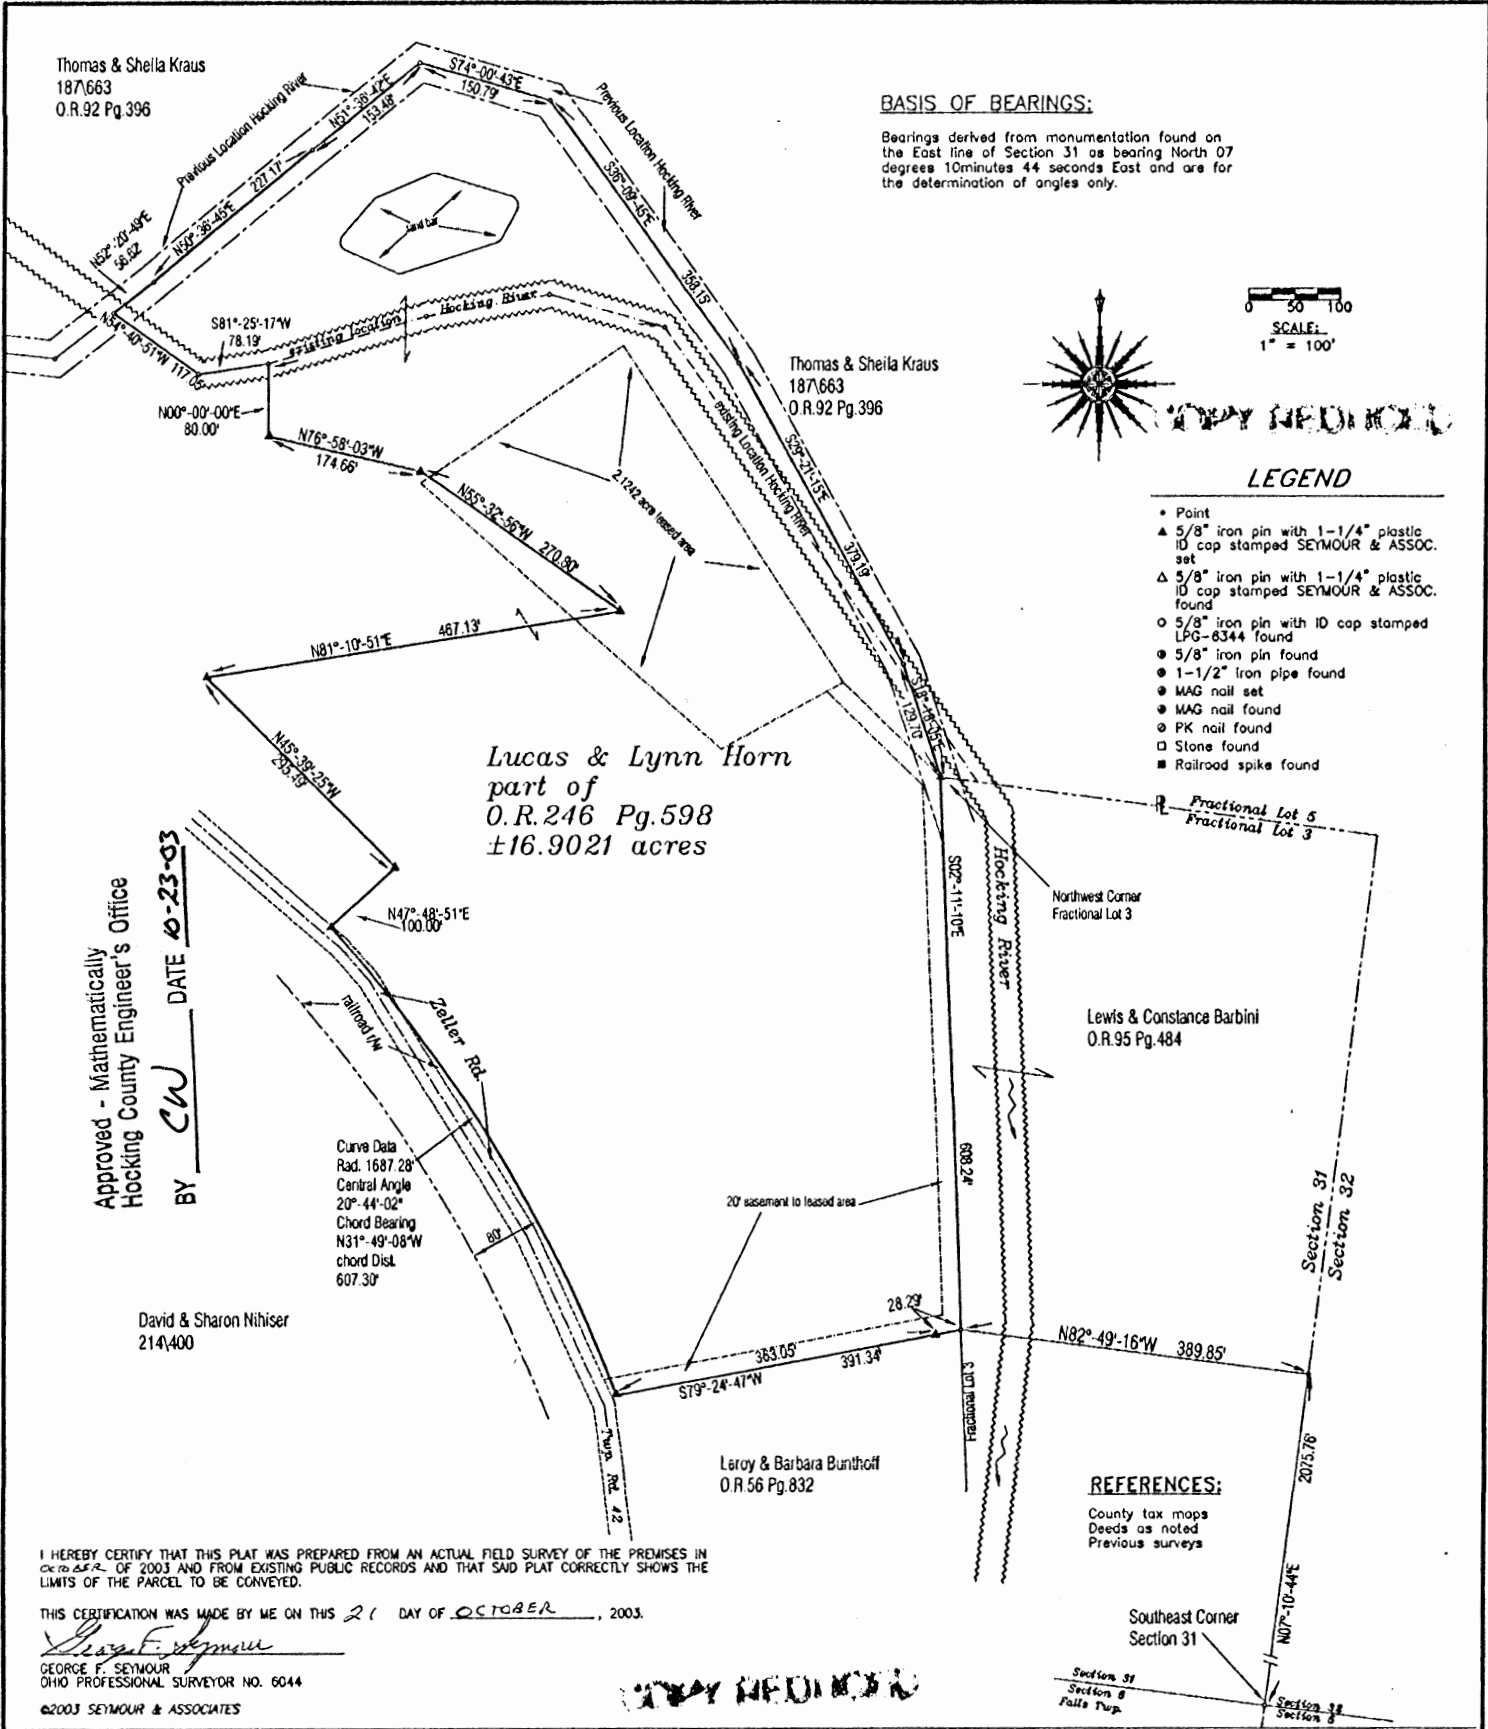 Thomas & Sheila Kraus
187\663
O.R.92 Pg.396
Previous Location Hocking River
N51°-36'-42"E
153.48'
S74°-00'-43"E
150.79'
Previous Location Hocking River
BASIS OF BEARINGS:
Bearings derived from monumentation found on
the East line of Section 31 as bearing North 07
degrees 10minutes 44 seconds East and are for
the determination of angles only.
227.17'
N50°-36'-45"E
N52°-20'-49"E
56.62'
sand bar
S36°-09'-45"E
358.15'
N54°-40'-51"W 117.05'
S81°-25'-17"W
78.19'
existing location Hocking River
0 50 100
SCALE:
1" = 100'
Thomas & Sheila Kraus
187\663
O.R.92 Pg.396
N00°-00'-00"E
80.00'
N76°-58'-03"W
174.66'
N55°-32'-56"W 270.90'
2.1242 acre leased area
existing Location Hocking River
S29°-21'-15"E
379.19'
COPY REDUCED
LEGEND
Point
5/8" iron pin with 1-1/4" plastic
ID cap stamped SEYMOUR & ASSOC.
set
5/8" iron pin with 1-1/4" plastic
ID cap stamped SEYMOUR & ASSOC.
found
5/8" iron pin with ID cap stamped
LPG-6344 found
5/8" iron pin found
1-1/2" iron pipe found
MAG nail set
MAG nail found
PK nail found
Stone found
Railroad spike found
N81°-10'-51"E 467.13'
S18°-18'-05"E
129.70'
N45°-39'-25"W
295.49'
Lucas & Lynn Horn
part of
O.R.246 Pg.598
±16.9021 acres
PL Fractional Lot 5
Fractional Lot 3
Northwest Corner
Fractional Lot 3
Hocking River
S02°-11'-10"E
608.24'
N47°-48'-51"E
100.00'
Approved - Mathematically
Hocking County Engineer's Office
BY CW DATE 10-23-03
railroad r/w
Zeller Rd.
Lewis & Constance Barbini
O.R.95 Pg.484
Curve Data
Rad. 1687.28'
Central Angle
20°-44'-02"
Chord Bearing
N31°-49'-08"W
chord Dist.
607.30'
80'
20' easement to leased area
Section 31
Section 32
David & Sharon Nihiser
214\400
28.29'
363.05'
391.34'
S79°-24'-47"W
N82°-49'-16"W 389.85'
Fractional Lot 3
Twp. Rd. 42
Leroy & Barbara Bunthoff
O.R.56 Pg.832
2075.76'
REFERENCES:
County tax maps
Deeds as noted
Previous surveys
N07°-10'-44"E
I HEREBY CERTIFY THAT THIS PLAT WAS PREPARED FROM AN ACTUAL FIELD SURVEY OF THE PREMISES IN
OCTOBER OF 2003 AND FROM EXISTING PUBLIC RECORDS AND THAT SAID PLAT CORRECTLY SHOWS THE
LIMITS OF THE PARCEL TO BE CONVEYED.
THIS CERTIFICATION WAS MADE BY ME ON THIS 21 DAY OF OCTOBER, 2003.
George F. Seymour
GEORGE F. SEYMOUR
OHIO PROFESSIONAL SURVEYOR NO. 6044
©2003 SEYMOUR & ASSOCIATES
COPY REDUCED
Southeast Corner
Section 31
Section 31
Section 6
Falls Twp.
Section 32
Section 5